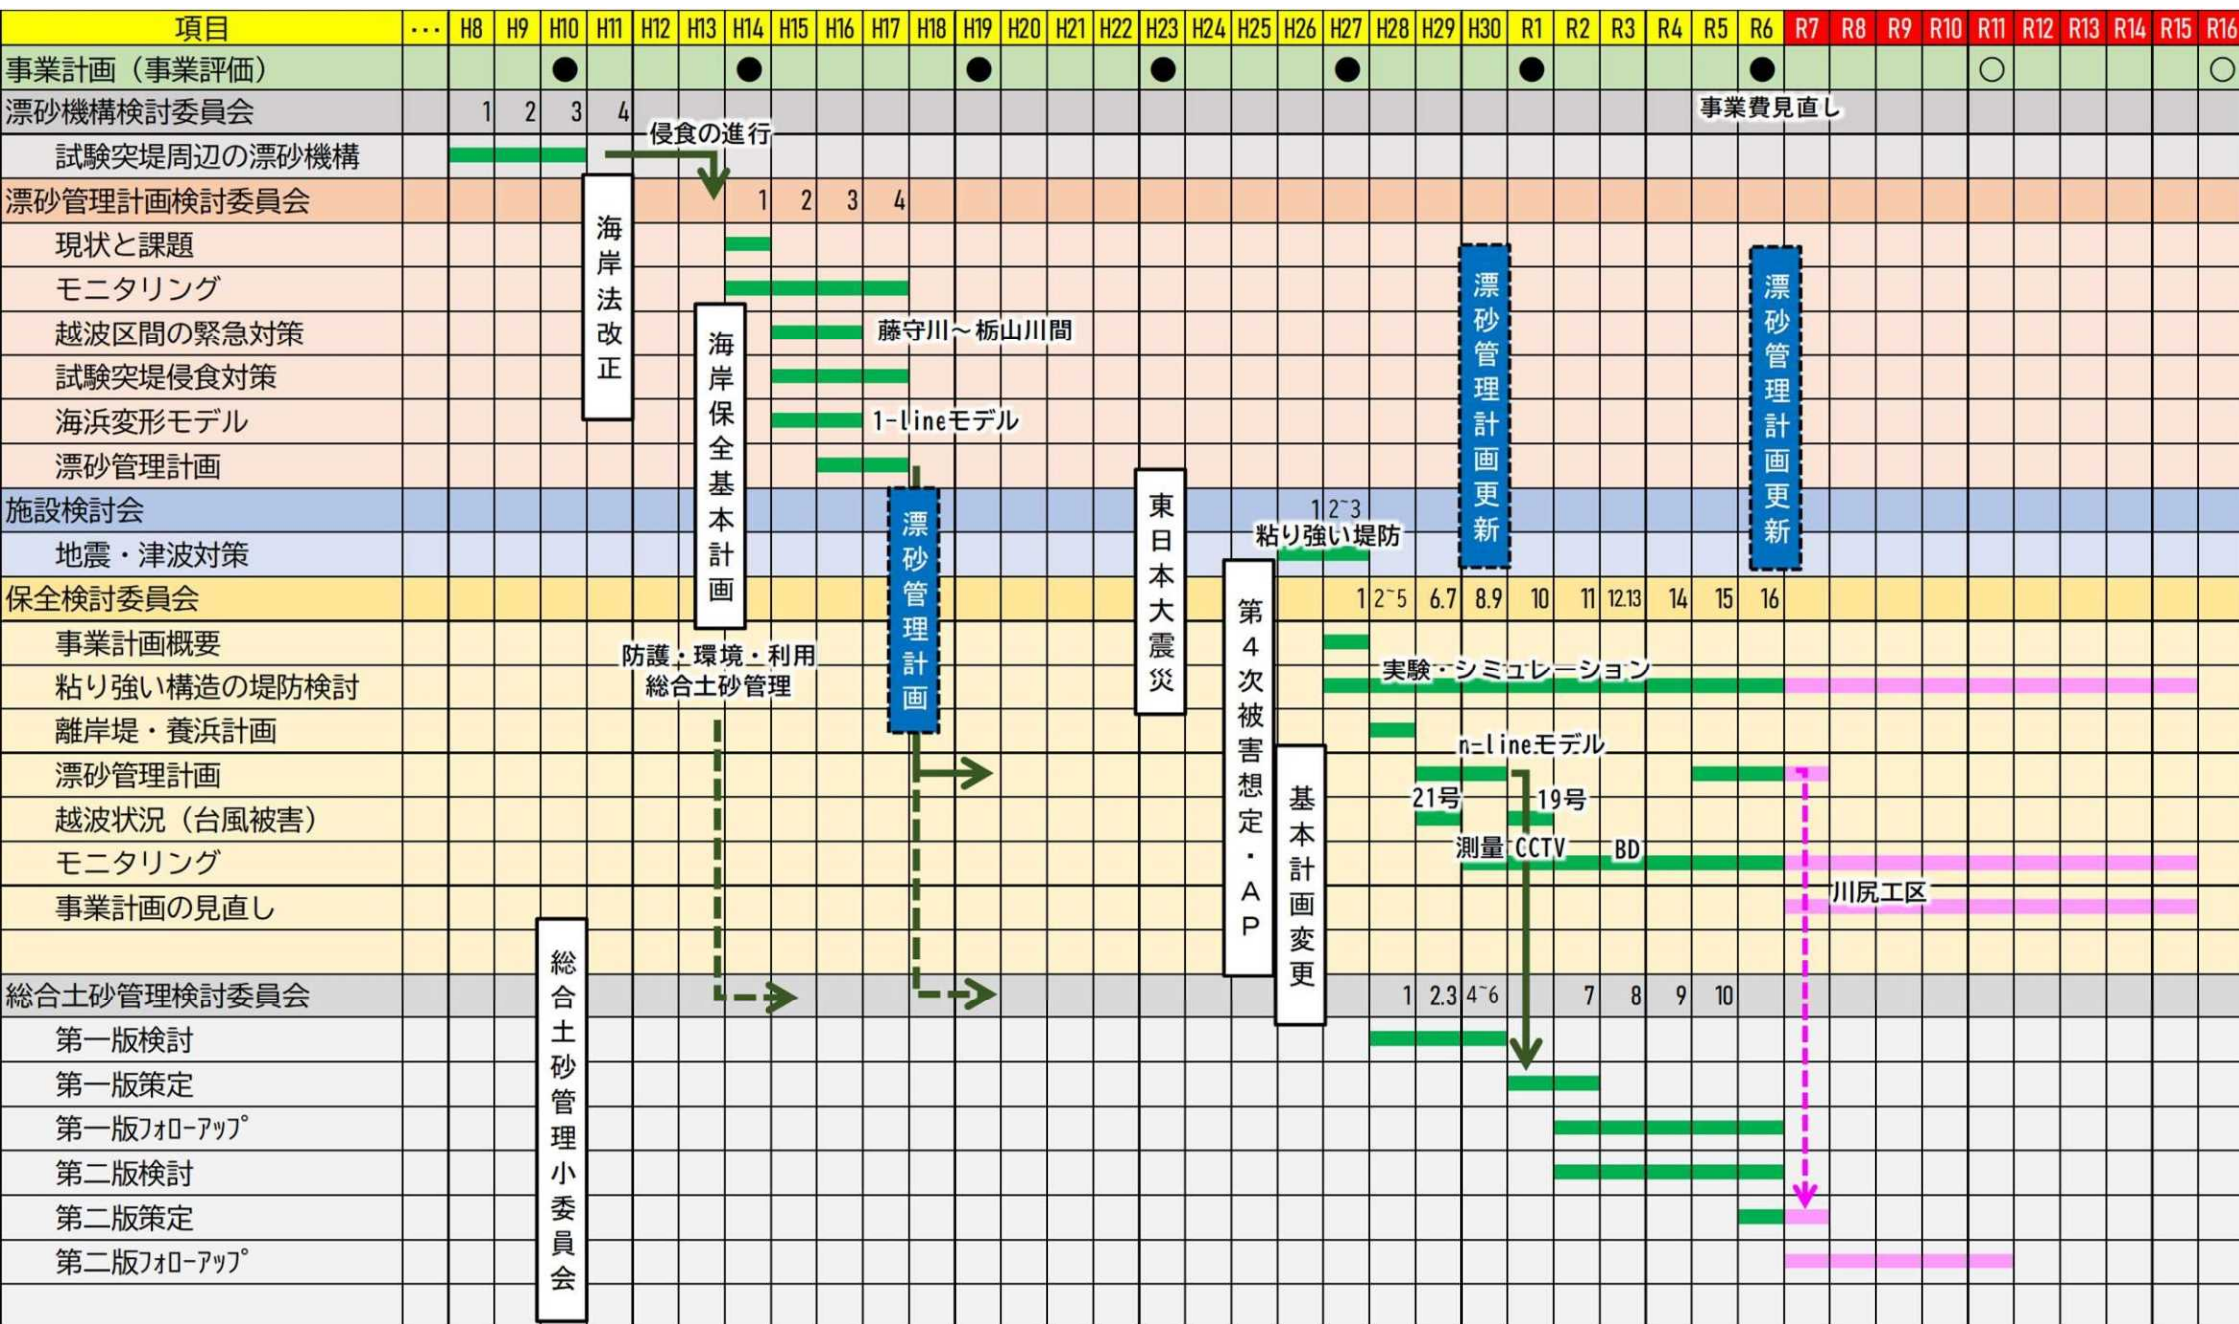 項目 ... H8 H9 H10 H11 H12 H13 H14 H15 H16 H17 H18 H19 H20 H21 H22 H23 H24 H25 H26 H27 H28 H29 H30 R1 R2 R3 R4 R5 R6 R7 R8 R9 R10 R11 R12 R13 R14 R15 R16
事業計画（事業評価） ● ● ● ● ● ● ● ○ ○
漂砂機構検討委員会 1 2 3 4
事業費見直し
侵食の進行
試験突堤周辺の漂砂機構
漂砂管理計画検討委員会 1 2 3 4
現状と課題
モニタリング
越波区間の緊急対策 藤守川～栃山川間
試験突堤侵食対策
海浜変形モデル 1-lineモデル
漂砂管理計画
海岸法改正
海岸保全基本計画
漂砂管理計画
東日本大震災
漂砂管理計画更新
漂砂管理計画更新
施設検討会 1 2~3
粘り強い堤防
地震・津波対策
保全検討委員会 1 2~5 6.7 8.9 10 11 12.13 14 15 16
事業計画概要
防護・環境・利用
総合土砂管理
実験・シミュレーション
粘り強い構造の堤防検討
離岸堤・養浜計画
n-lineモデル
漂砂管理計画
21号 19号
越波状況（台風被害）
測量 CCTV BD
モニタリング
川尻工区
事業計画の見直し
第4次被害想定・AP
基本計画変更
総合土砂管理小委員会
総合土砂管理検討委員会 1 2.3 4~6 7 8 9 10
第一版検討
第一版策定
第一版ﾌｫﾛｰｱｯﾌﾟ
第二版検討
第二版策定
第二版ﾌｫﾛｰｱｯﾌﾟ